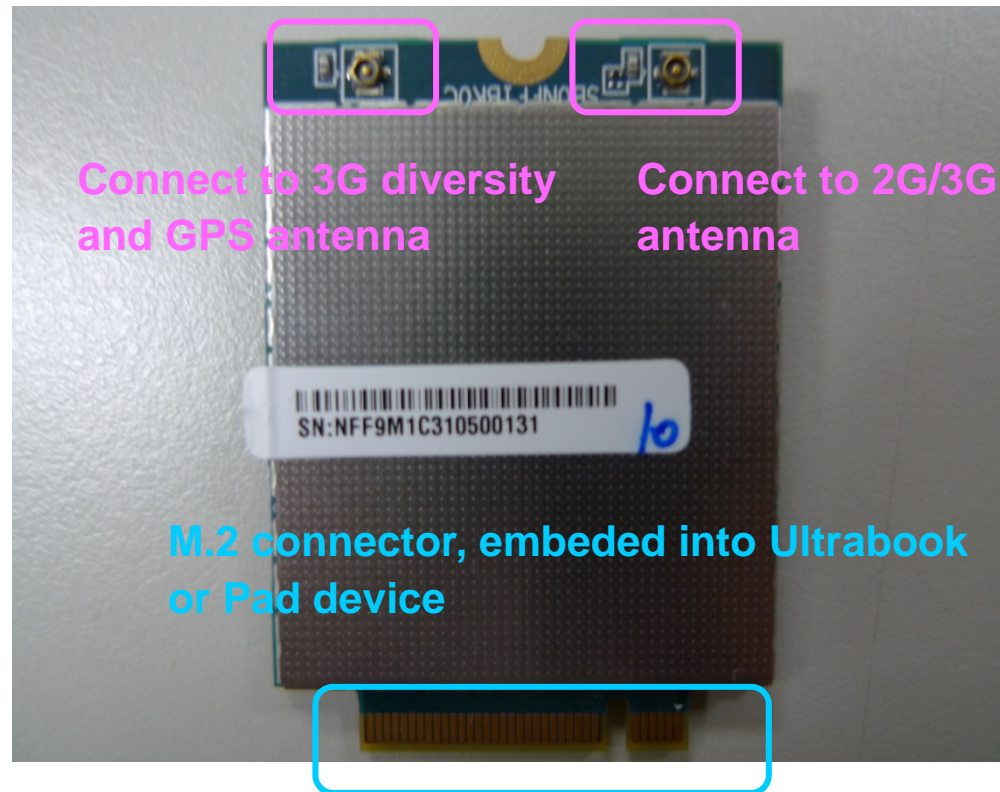 Connect to 3G diversity
and GPS antenna
Connect to 2G/3G
antenna
SN:NFF9M1C310500131
10
M.2 connector, embeded into Ultrabook
or Pad device